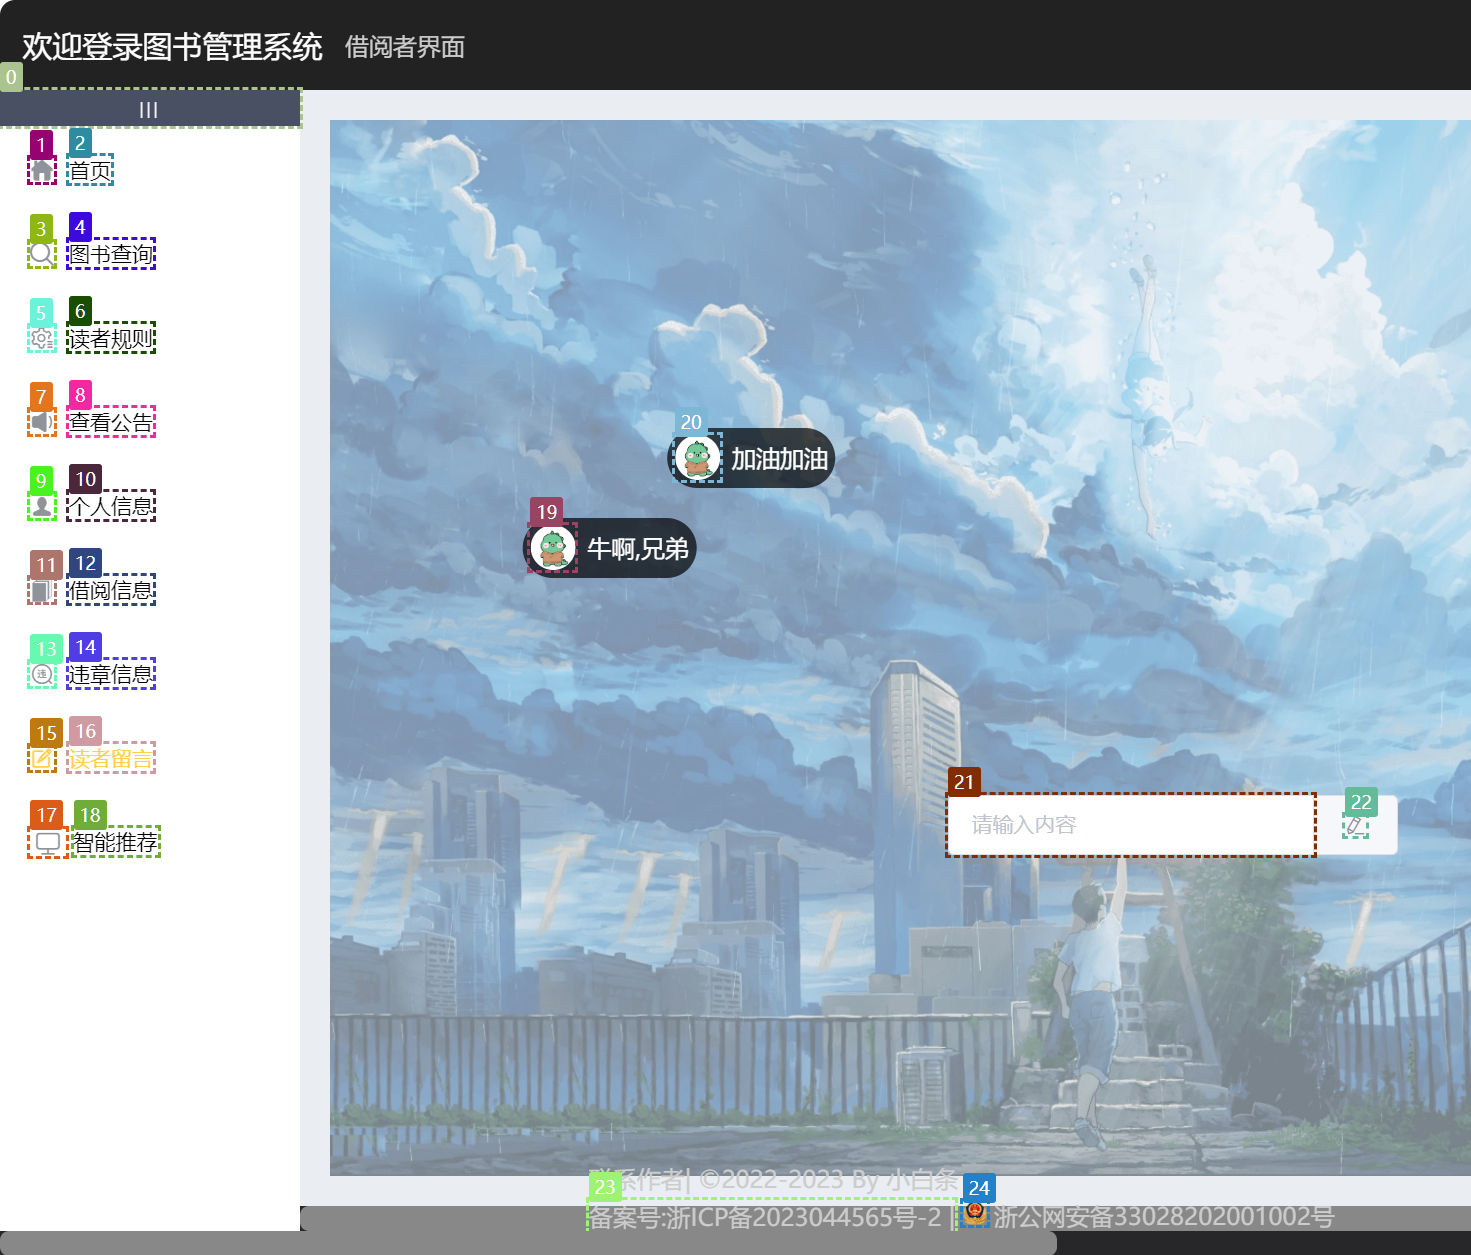 欢迎登录图书管理系统 借阅者界面
0
|||
1 2
首页
3 4
图书查询
5 6
读者规则
7 8
查看公告
9 10
个人信息
11 12
借阅信息
13 14
违 违章信息
15 16
读者留言
17 18
智能推荐
20
加油加油
19
牛啊,兄弟
21 22
请输入内容
系作者| ©2022-2023 By 小白条
23 24
备案号:浙ICP备2023044565号-2 | 浙公网安备33028202001002号